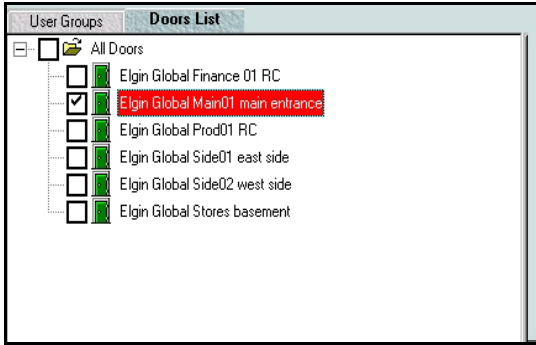 User Groups
Doors List
All Doors
Elgin Global Finance 01 RC
Elgin Global Main01 main entrance
Elgin Global Prod01 RC
Elgin Global Side01 east side
Elgin Global Side02 west side
Elgin Global Stores basement